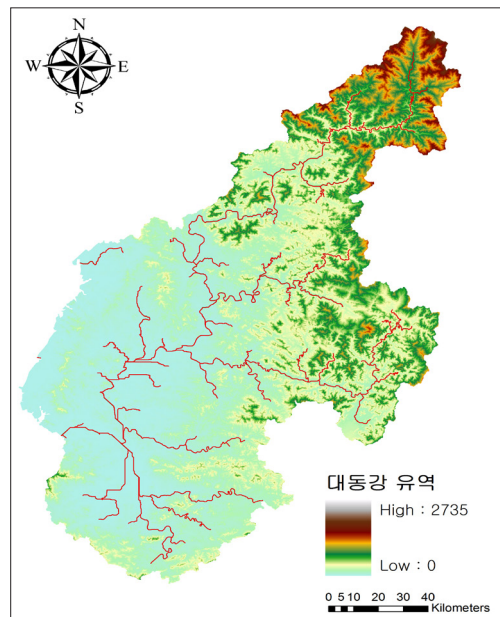 N
W E
S
대동강 유역
High : 2735
Low : 0
0 5 10 20 30 40
Kilometers